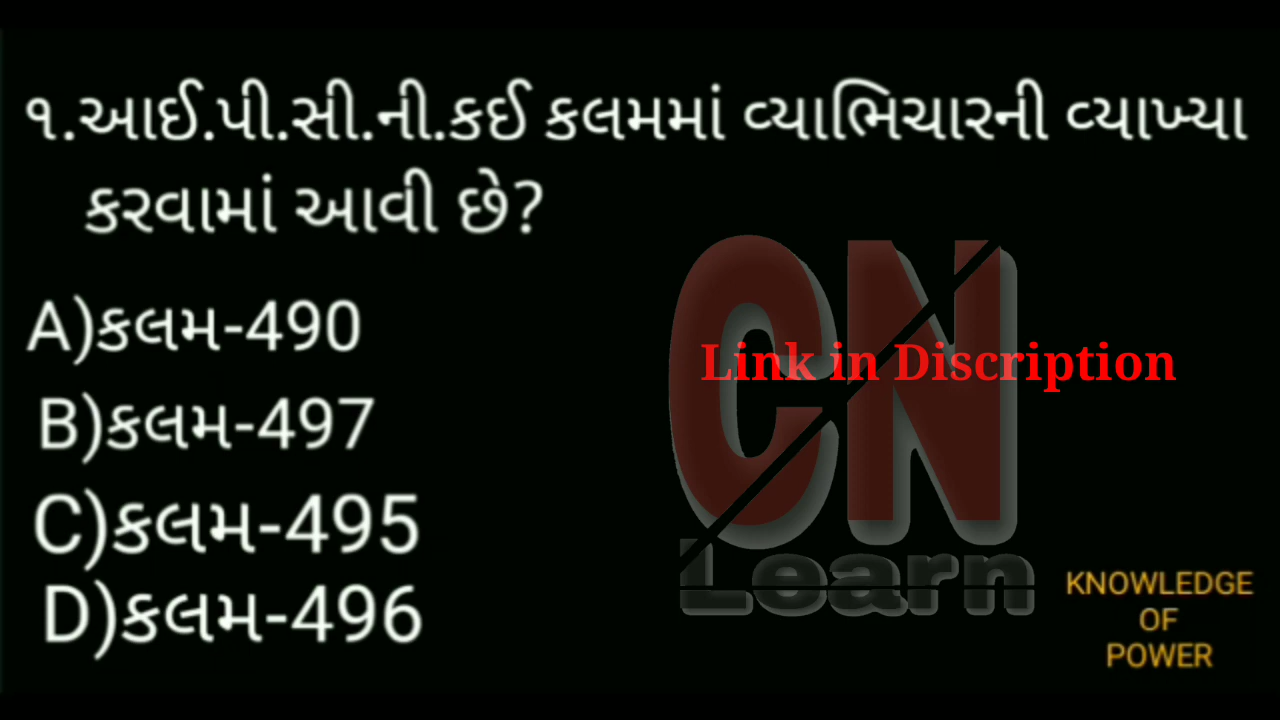 ૧.આઈ.પી.સી.ની.કઈ કલમમાં વ્યાભિચારની વ્યાખ્યા
કરવામાં આવી છે?
A)કલમ-490
B)કલમ-497
C)કલમ-495
D)કલમ-496
CN
Learn
Link in Discription
KNOWLEDGE
OF
POWER